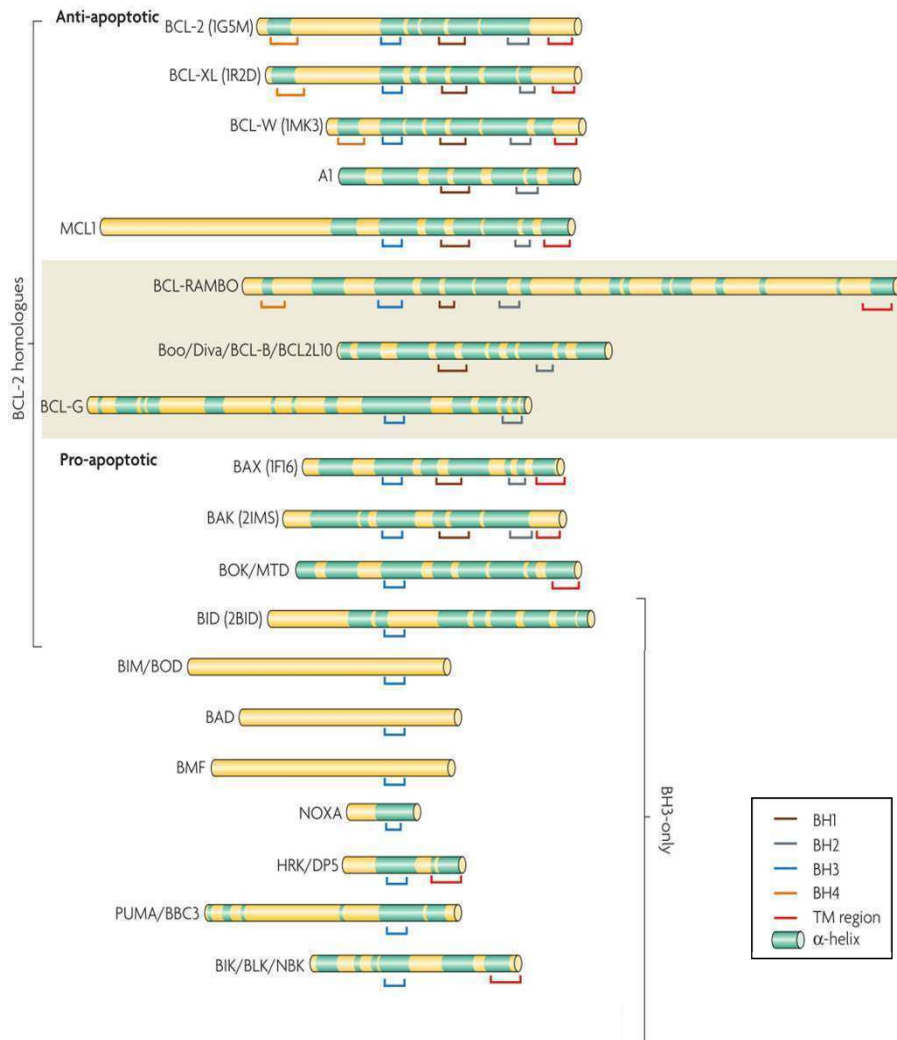 Anti-apoptotic
BCL-2 (1G5M)
BCL-XL (1R2D)
BCL-W (1MK3)
A1
MCL1
BCL-RAMBO
Boo/Diva/BCL-B/BCL2L10
BCL-G
BCL-2 homologues
Pro-apoptotic
BAX (1F16)
BAK (2IMS)
BOK/MTD
BID (2BID)
BIM/BOD
BAD
BMF
NOXA
HRK/DP5
PUMA/BBC3
BIK/BLK/NBK
BH3-only
BH1
BH2
BH3
BH4
TM region
α-helix